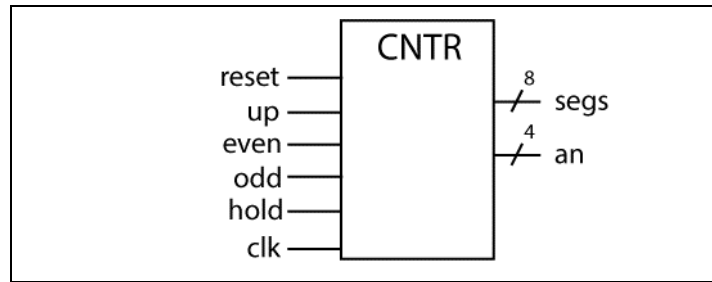 CNTR
reset
up
even
odd
hold
clk
8
segs
4
an